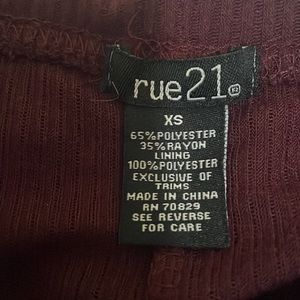 rue21®
XS
65%POLYESTER
35%RAYON
LINING
100%POLYESTER
EXCLUSIVE OF
TRIMS
MADE IN CHINA
RN 70829
SEE REVERSE
FOR CARE